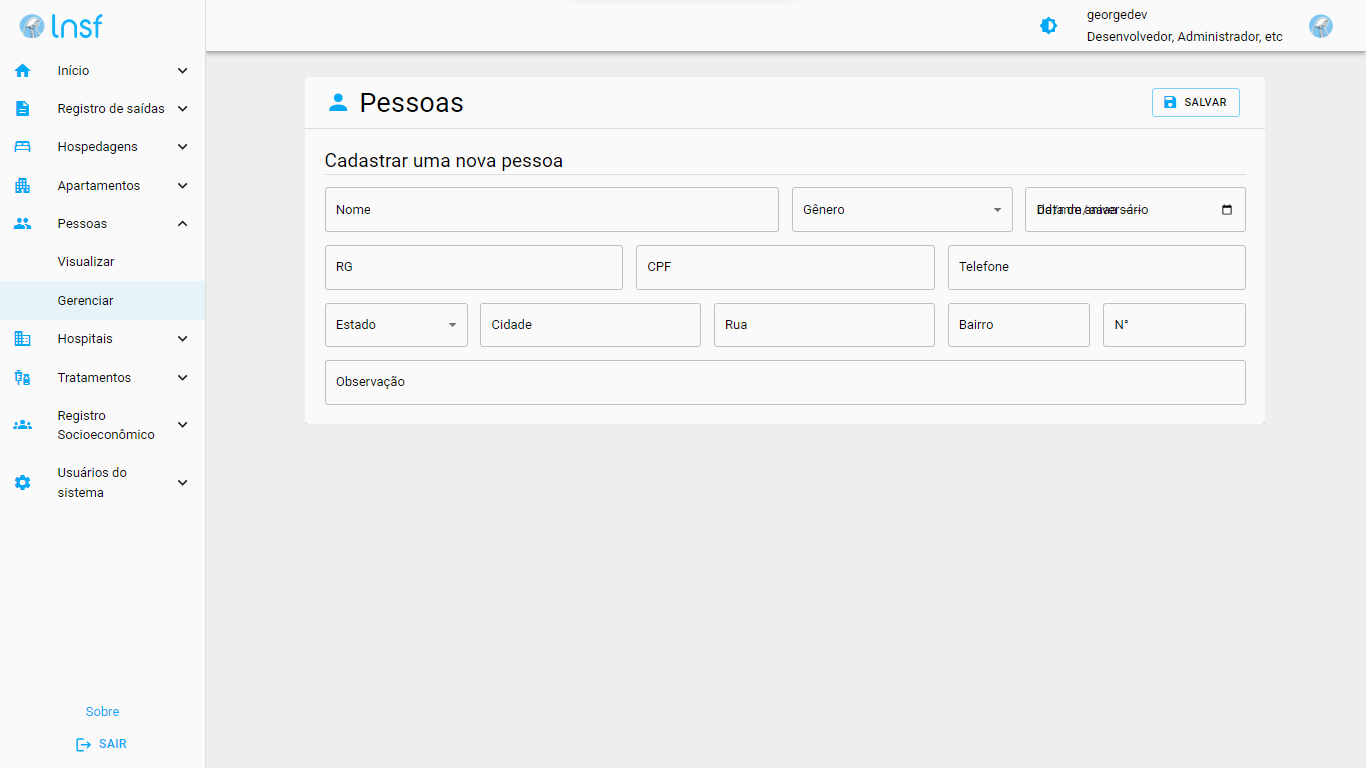 lnsf
georgedev
Desenvolvedor, Administrador, etc
Início
Registro de saídas
Hospedagens
Apartamentos
Pessoas
Visualizar
Gerenciar
Hospitais
Tratamentos
Registro
Socioeconômico
Usuários do
sistema
Sobre
SAIR
Pessoas
SALVAR
Cadastrar uma nova pessoa
Nome
Gênero
Data de aniversário
RG
CPF
Telefone
Estado
Cidade
Rua
Bairro
N°
Observação